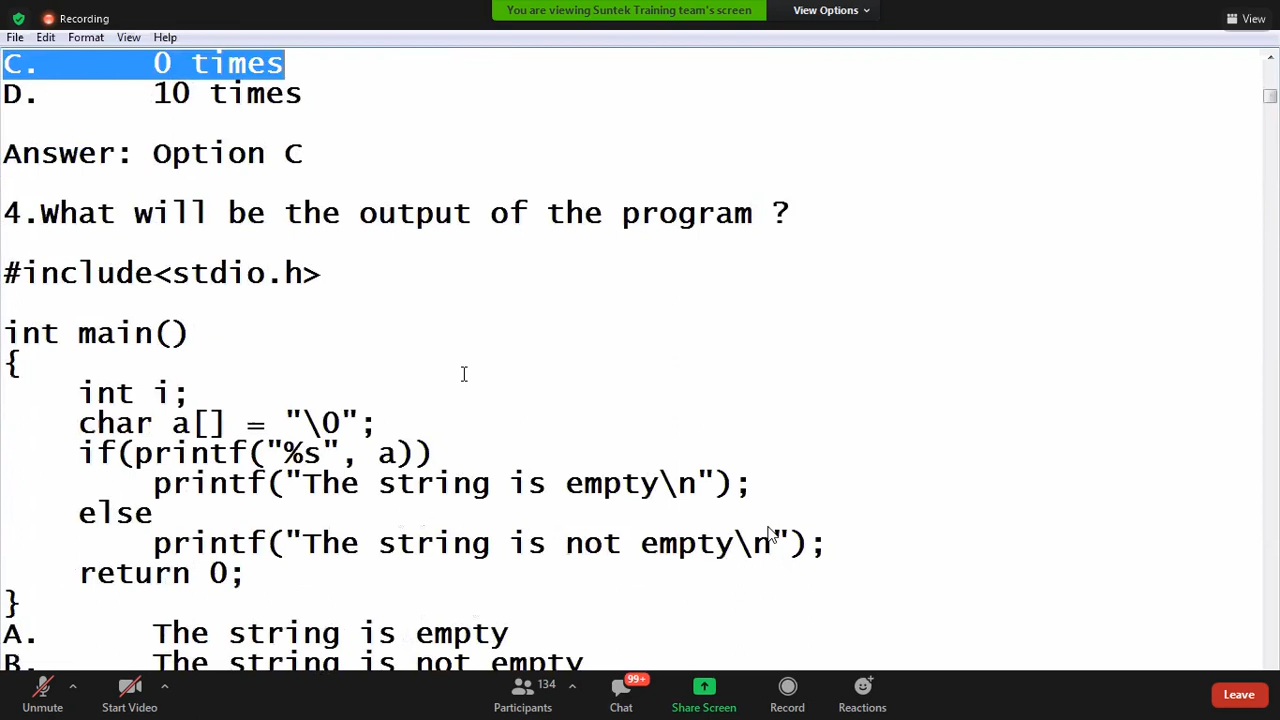 Recording
You are viewing Suntek Training team's screen
View Options
View
File Edit Format View Help
C. 0 times
D. 10 times
Answer: Option C
4.What will be the output of the program ?
#include<stdio.h>
int main()
{
int i;
char a[] = "\0";
if(printf("%s", a))
printf("The string is empty\n");
else
printf("The string is not empty\n");
return 0;
}
A. The string is empty
B. The string is not empty
Unmute
Start Video
134
Participants
99+
Chat
Share Screen
Record
Reactions
Leave